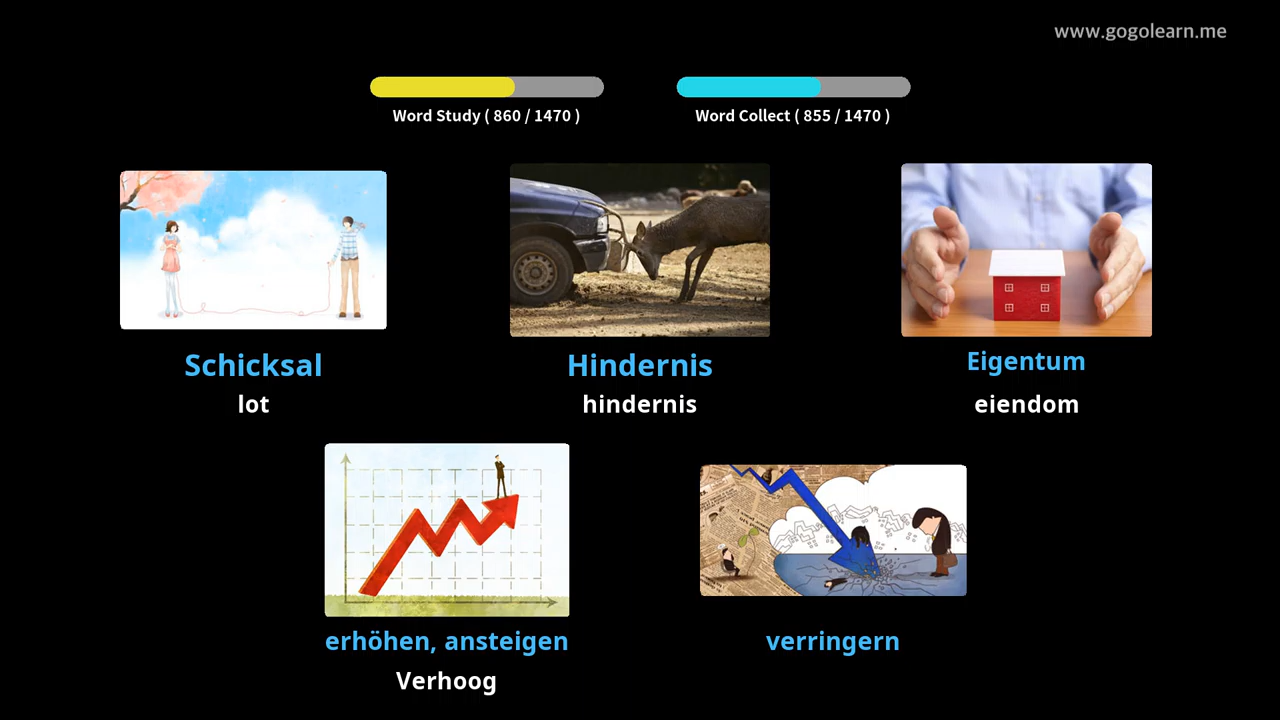 www.gogolearn.me
Word Study ( 860 / 1470 )
Word Collect ( 855 / 1470 )
Schicksal
lot
Hindernis
hindernis
Eigentum
eiendom
erhöhen, ansteigen
Verhoog
verringern